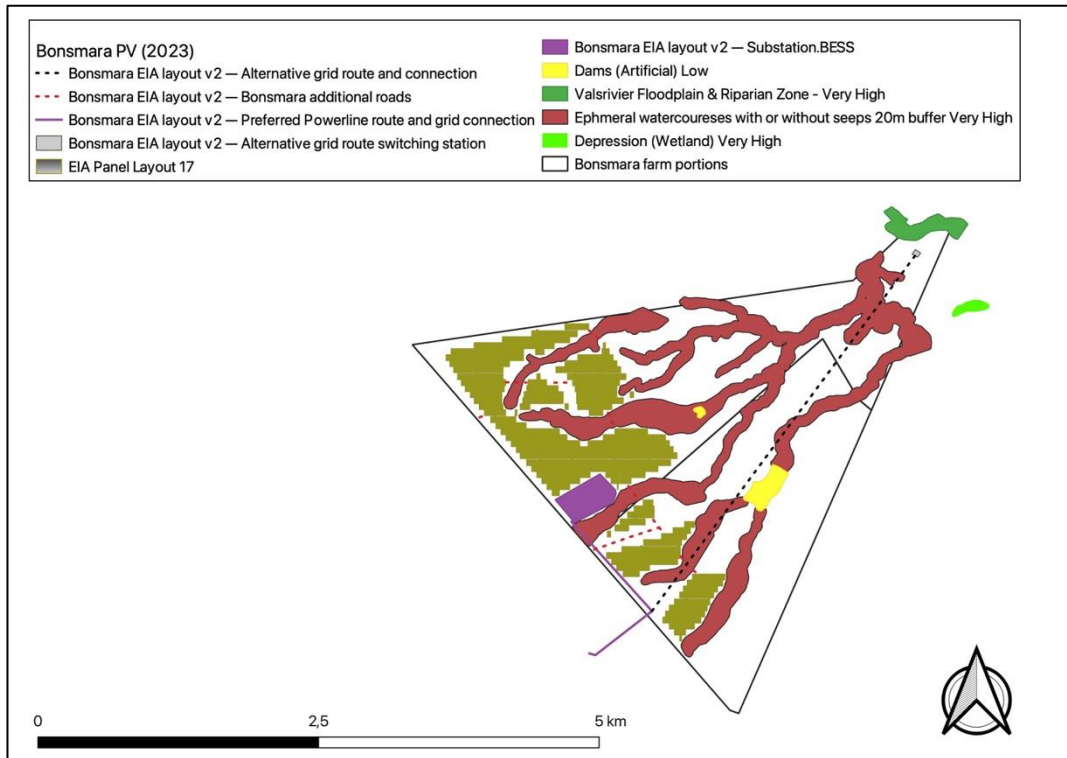 Bonsmara PV (2023)
Bonsmara EIA layout v2 — Alternative grid route and connection
Bonsmara EIA layout v2 — Bonsmara additional roads
Bonsmara EIA layout v2 — Preferred Powerline route and grid connection
Bonsmara EIA layout v2 — Alternative grid route switching station
EIA Panel Layout 17
Bonsmara EIA layout v2 — Substation.BESS
Dams (Artificial) Low
Valsrivier Floodplain & Riparian Zone - Very High
Ephmeral watercoureses with or without seeps 20m buffer Very High
Depression (Wetland) Very High
Bonsmara farm portions
0 2,5 5 km